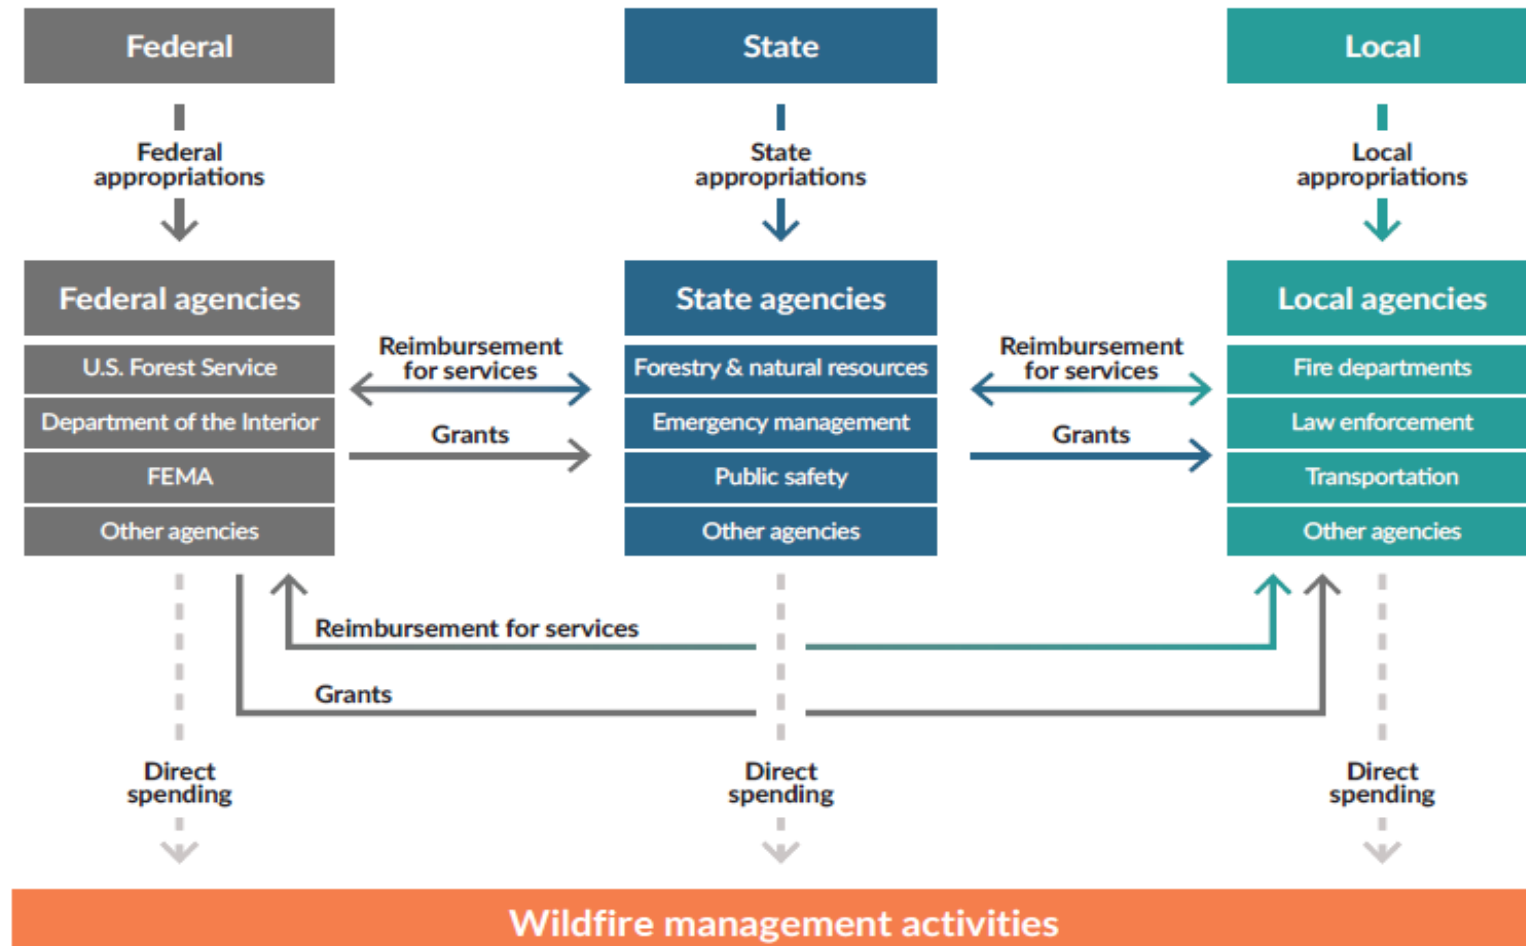 Federal
State
Local
Federal
appropriations
State
appropriations
Local
appropriations
Federal agencies
U.S. Forest Service
Department of the Interior
FEMA
Other agencies
Reimbursement
for services
Grants
State agencies
Forestry & natural resources
Emergency management
Public safety
Other agencies
Reimbursement
for services
Grants
Local agencies
Fire departments
Law enforcement
Transportation
Other agencies
Reimbursement for services
Grants
Direct
spending
Direct
spending
Direct
spending
Wildfire management activities